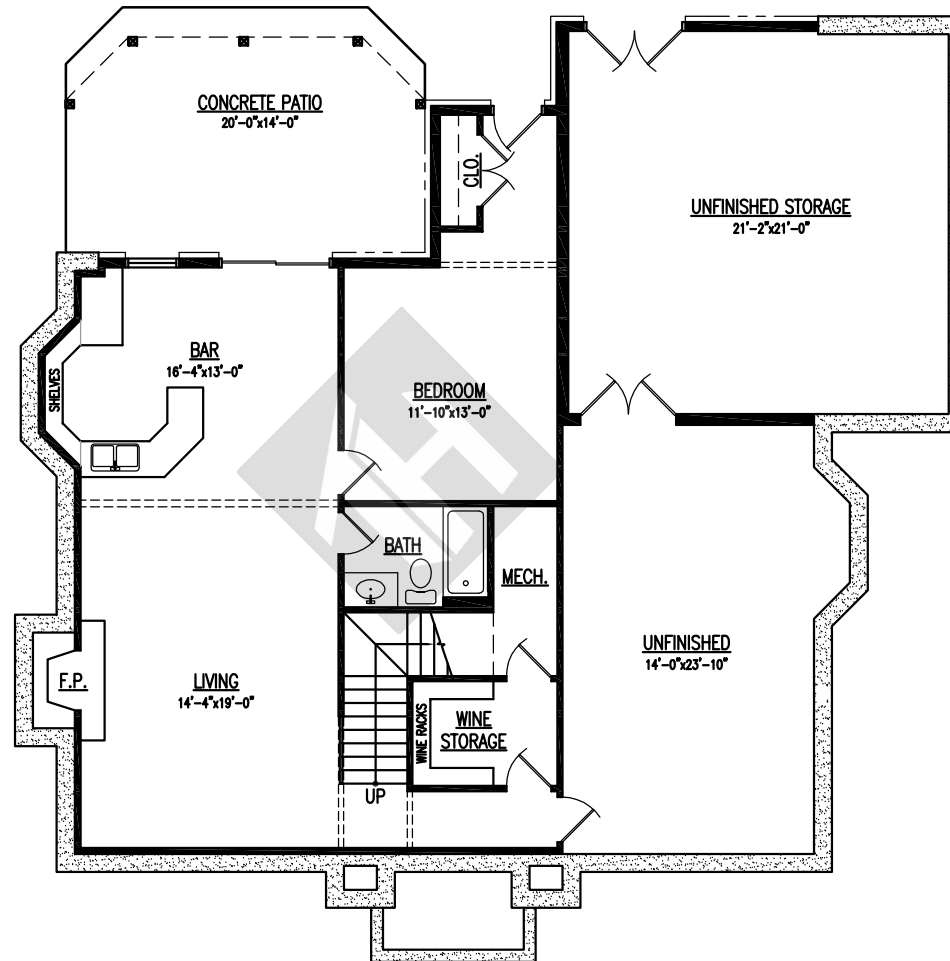 CONCRETE PATIO
20'-0"x14'-0"
CLO.
UNFINISHED STORAGE
21'-2"x21'-0"
BAR
16'-4"x13'-0"
SHELVES
BEDROOM
11'-10"x13'-0"
BATH
MECH.
UNFINISHED
14'-0"x23'-10"
F.P.
LIVING
14'-4"x19'-0"
WINE RACKS
WINE
STORAGE
UP